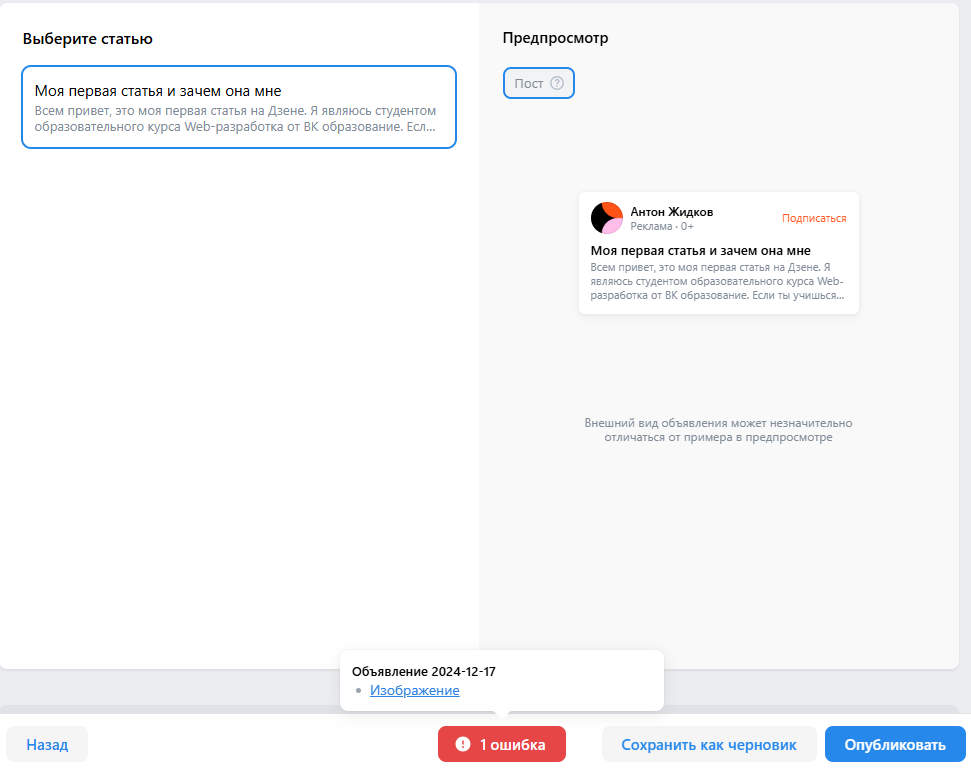 Выберите статью
Моя первая статья и зачем она мне
Всем привет, это моя первая статья на Дзене. Я являюсь студентом
образовательного курса Web-разработка от ВК образование. Есл...
Предпросмотр
Пост
Антон Жидков
Реклама · 0+
Подписаться
Моя первая статья и зачем она мне
Всем привет, это моя первая статья на Дзене. Я
являюсь студентом образовательного курса Web-
разработка от ВК образование. Если ты учишься...
Внешний вид объявления может незначительно
отличаться от примера в предпросмотре
Объявление 2024-12-17
Изображение
Назад
1 ошибка
Сохранить как черновик
Опубликовать